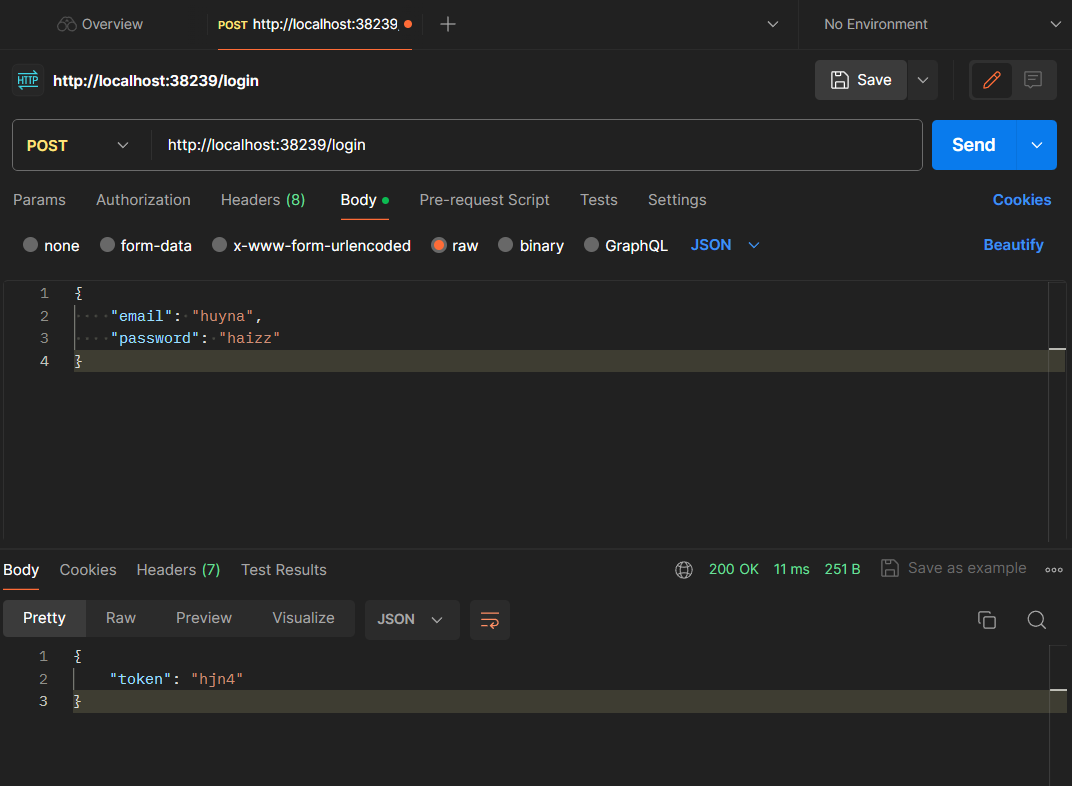 Overview
POST http://localhost:38239,
No Environment
HTTP http://localhost:38239/login
Save
POST http://localhost:38239/login
Send
Params Authorization Headers (8) Body Pre-request Script Tests Settings Cookies
none form-data x-www-form-urlencoded raw binary GraphQL JSON Beautify
1 {
2 "email": "huyna",
3 "password": "haizz"
4 }
Body Cookies Headers (7) Test Results 200 OK 11 ms 251 B Save as example
Pretty Raw Preview Visualize JSON
1 {
2 "token": "hjn4"
3 }